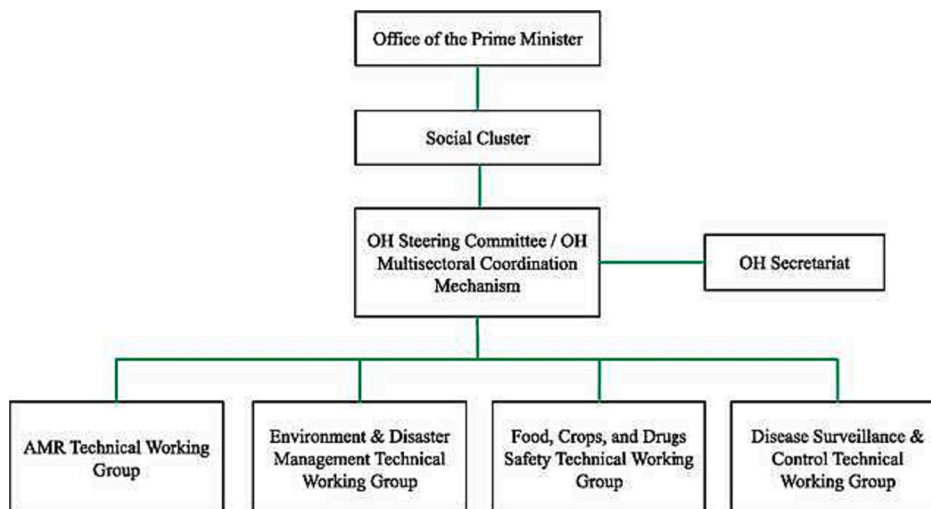 Office of the Prime Minister
Social Cluster
OH Steering Committee / OH
Multisectoral Coordination
Mechanism
OH Secretariat
AMR Technical Working
Group
Environment & Disaster
Management Technical
Working Group
Food, Crops, and Drugs
Safety Technical Working
Group
Disease Surveillance &
Control Technical
Working Group